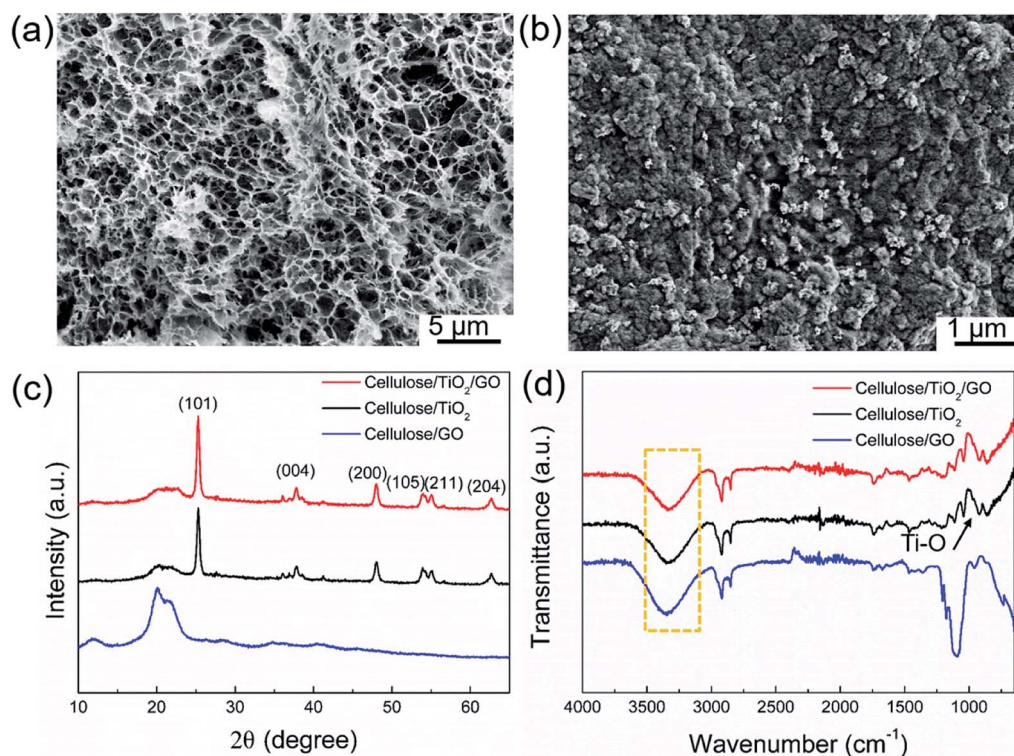 (a)
5 µm
(b)
1 µm
(c)
Cellulose/TiO₂/GO
Cellulose/TiO₂
Cellulose/GO
(101)
(004)
(200)
(105)
(211)
(204)
Intensity (a.u.)
10 20 30 40 50 60
2θ (degree)
(d)
Cellulose/TiO₂/GO
Cellulose/TiO₂
Cellulose/GO
Ti-O
Transmittance (a.u.)
4000 3500 3000 2500 2000 1500 1000
Wavenumber (cm⁻¹)